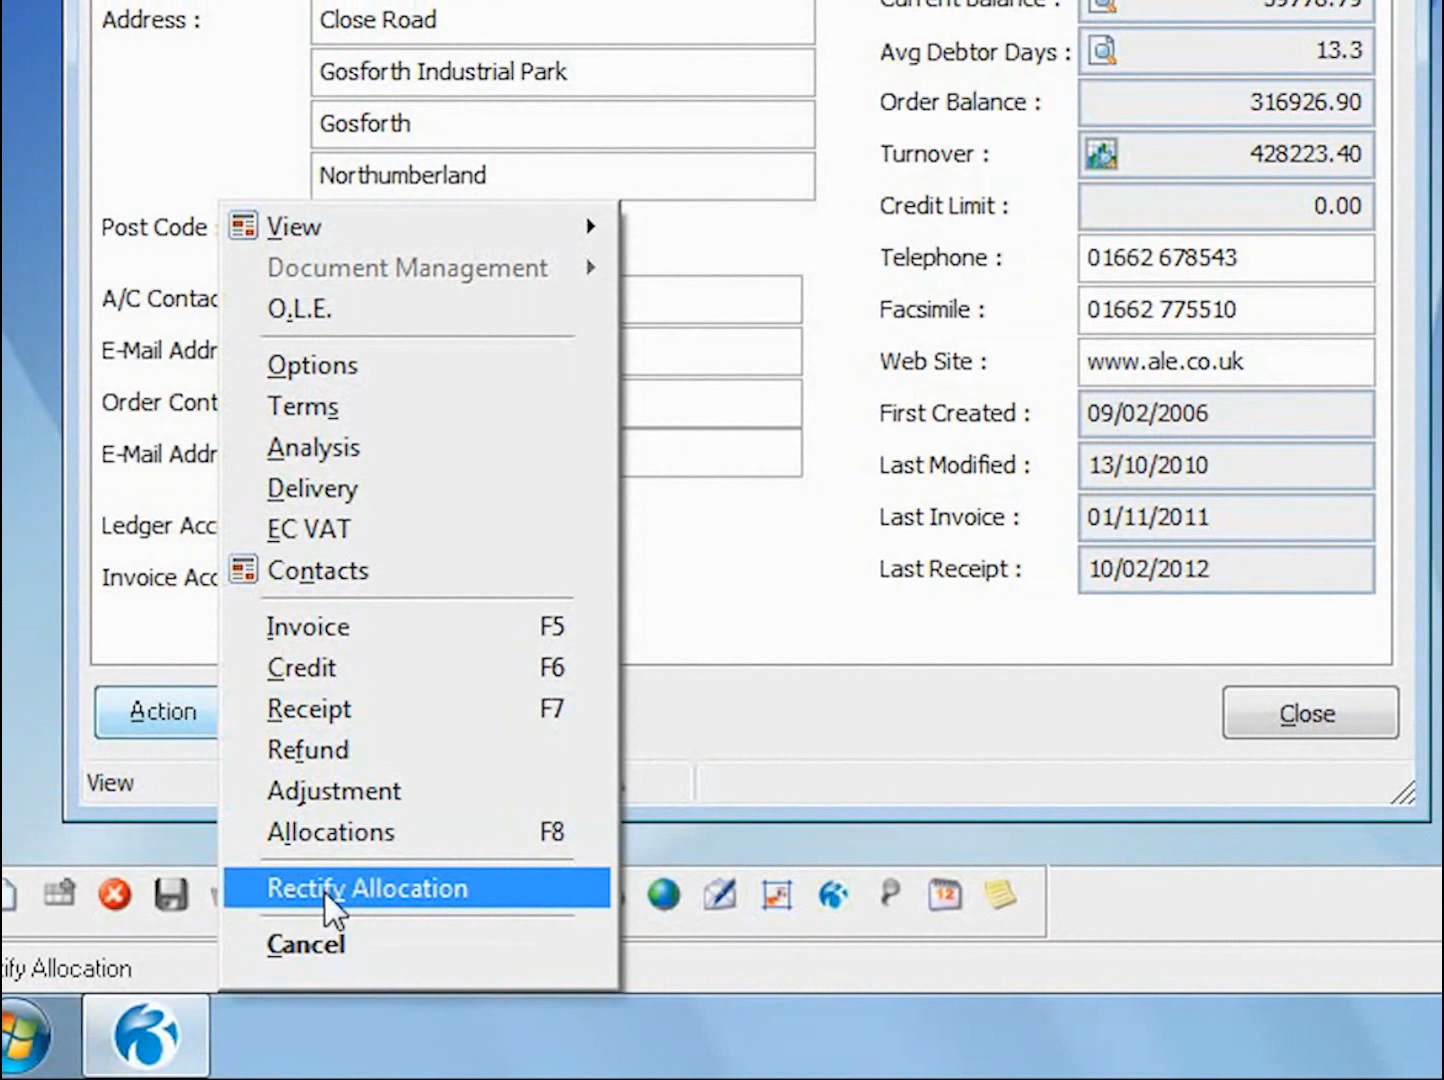 Address :
Close Road
Gosforth Industrial Park
Gosforth
Northumberland
Post Code
A/C Contac
E-Mail Addr
Order Cont
E-Mail Addr
Ledger Acc
Invoice Acc
Current Balance :
59778.79
Avg Debtor Days :
13.3
Order Balance :
316926.90
Turnover :
428223.40
Credit Limit :
0.00
Telephone :
01662 678543
Facsimile :
01662 775510
Web Site :
www.ale.co.uk
First Created :
09/02/2006
Last Modified :
13/10/2010
Last Invoice :
01/11/2011
Last Receipt :
10/02/2012
View
Document Management
O.L.E.
Options
Terms
Analysis
Delivery
EC VAT
Contacts
Invoice F5
Credit F6
Receipt F7
Refund
Adjustment
Allocations F8
Rectify Allocation
Cancel
Action
Close
View
12
ify Allocation